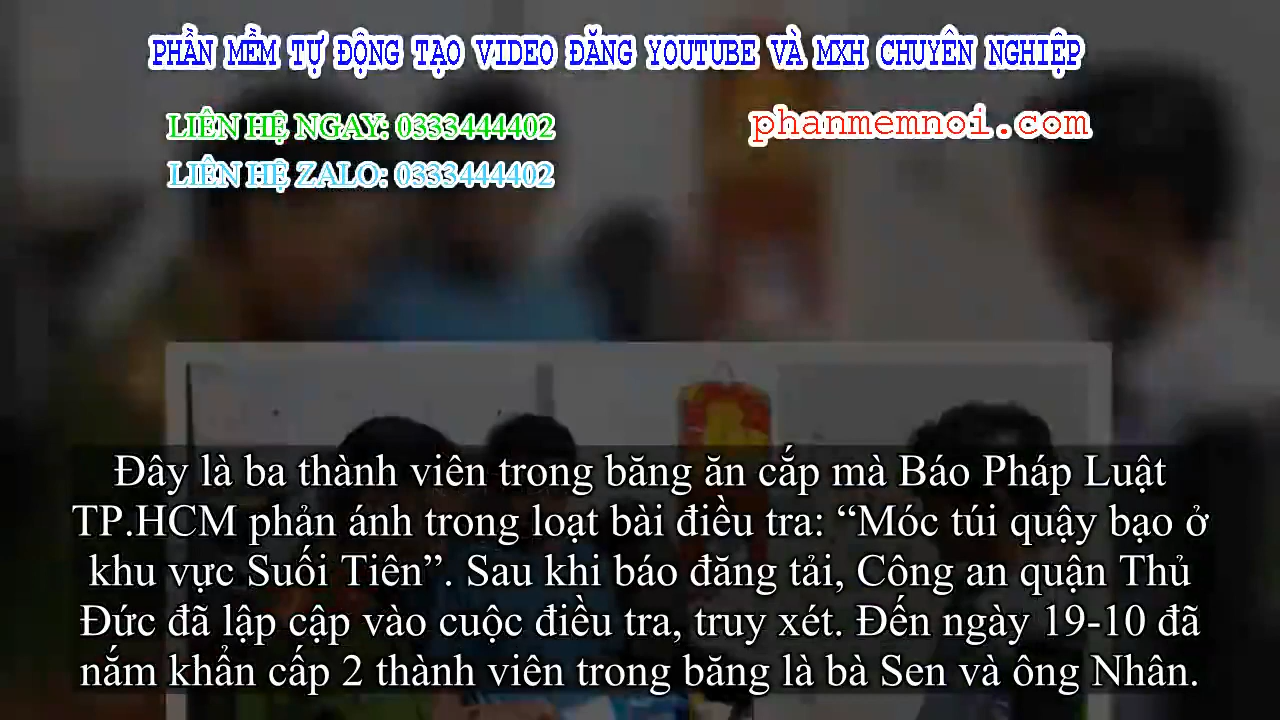 PHẦN MỀM TỰ ĐỘNG TẠO VIDEO ĐĂNG YOUTUBE VÀ MXH CHUYÊN NGHIỆP
LIÊN HỆ NGAY: 0333444402
phanmemnoi.com
LIÊN HỆ ZALO: 0333444402
Đây là ba thành viên trong băng ăn cắp mà Báo Pháp Luật
TP.HCM phản ánh trong loạt bài điều tra: “Móc túi quậy bạo ở
khu vực Suối Tiên”. Sau khi báo đăng tải, Công an quận Thủ
Đức đã lập cập vào cuộc điều tra, truy xét. Đến ngày 19-10 đã
nắm khẩn cấp 2 thành viên trong băng là bà Sen và ông Nhân.